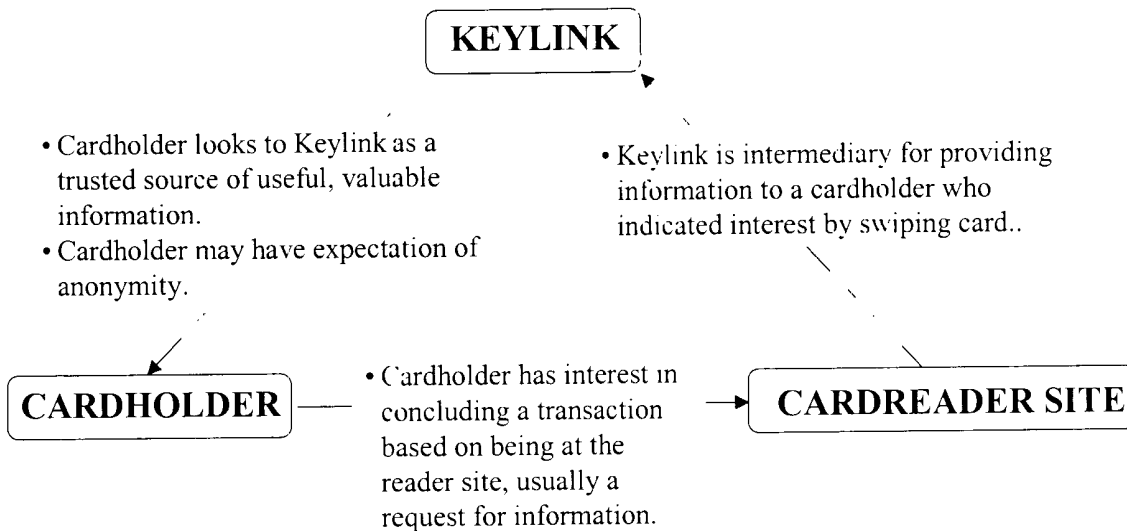 KEYLINK
• Cardholder looks to Keylink as a
trusted source of useful, valuable
information.
• Cardholder may have expectation of
anonymity.
• Keylink is intermediary for providing
information to a cardholder who
indicated interest by swiping card..
CARDHOLDER
• Cardholder has interest in
concluding a transaction
based on being at the
reader site, usually a
request for information.
CARDREADER SITE